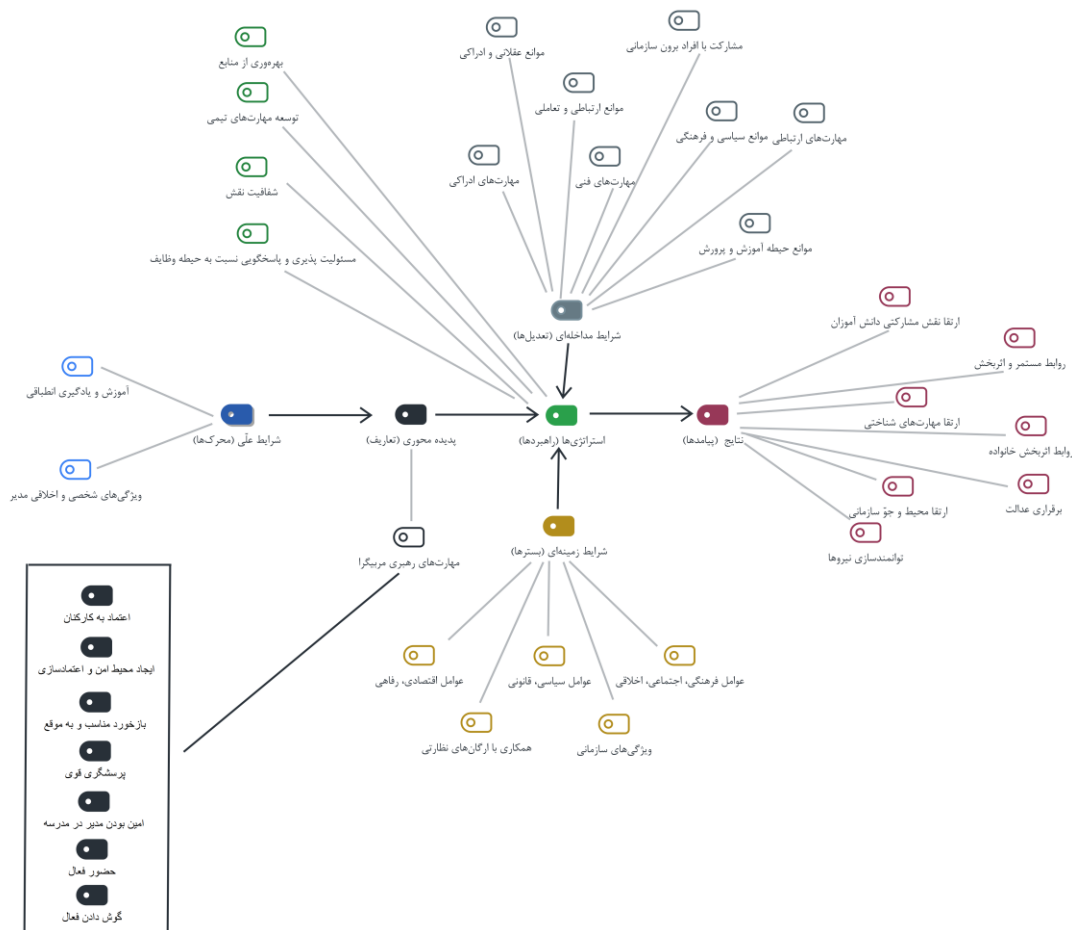 مشارکت با افراد برون سازمانی
موانع عقلانی و ادراکی
بهره‌وری از منابع
موانع ارتباطی و تعاملی
توسعه مهارت‌های تیمی
مهارت‌های ارتباطی
موانع سیاسی و فرهنگی
مهارت‌های فنی
مهارت‌های ادراکی
شفافیت نقش
موانع حیطه آموزش و پرورش
مسئولیت پذیری و پاسخگویی نسبت به حیطه وظایف
ارتقا نقش مشارکتی دانش آموزان
شرایط مداخله‌ای (تعدیل‌ها)
روابط مستمر و اثربخش
آموزش و یادگیری انطباقی
ارتقا مهارت‌های شناختی
نتایج (پیامدها)
استراتژی‌ها (راهبردها)
پدیده محوری (تعاریف)
شرایط علّی (محرک‌ها)
روابط اثربخش خانواده
ویژگی‌های شخصی و اخلاقی مدیر
برقراری عدالت
ارتقا محیط و جوّ سازمانی
توانمندسازی نیروها
شرایط زمینه‌ای (بسترها)
مهارت‌های رهبری مربیگرا
عوامل فرهنگی، اجتماعی، اخلاقی
عوامل سیاسی، قانونی
عوامل اقتصادی، رفاهی
ویژگی‌های سازمانی
همکاری با ارگان‌های نظارتی
اعتماد به کارکنان
ایجاد محیط امن و اعتمادسازی
بازخورد مناسب و به موقع
پرسشگری قوی
امین بودن مدیر در مدرسه
حضور فعال
گوش دادن فعال